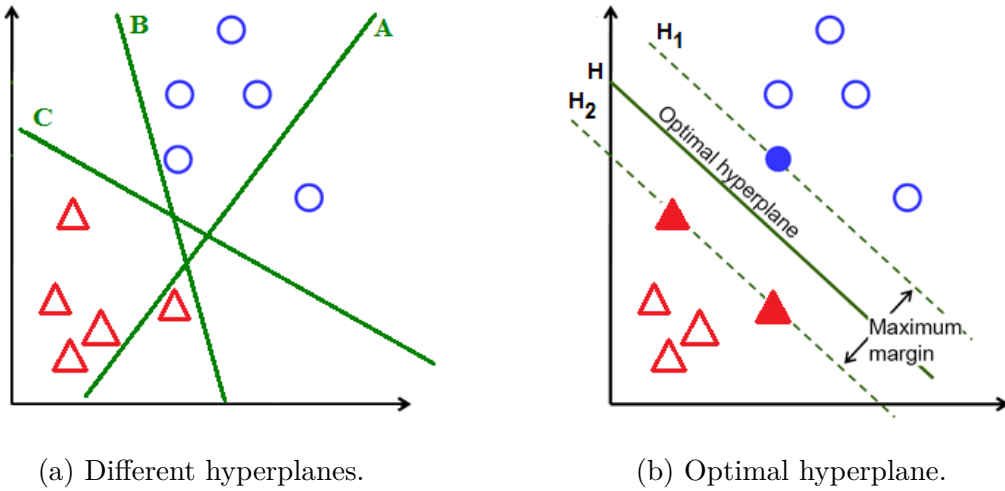 B
A
C
H1
H
H2
Optimal hyperplane
Maximum
margin
(a) Different hyperplanes.
(b) Optimal hyperplane.